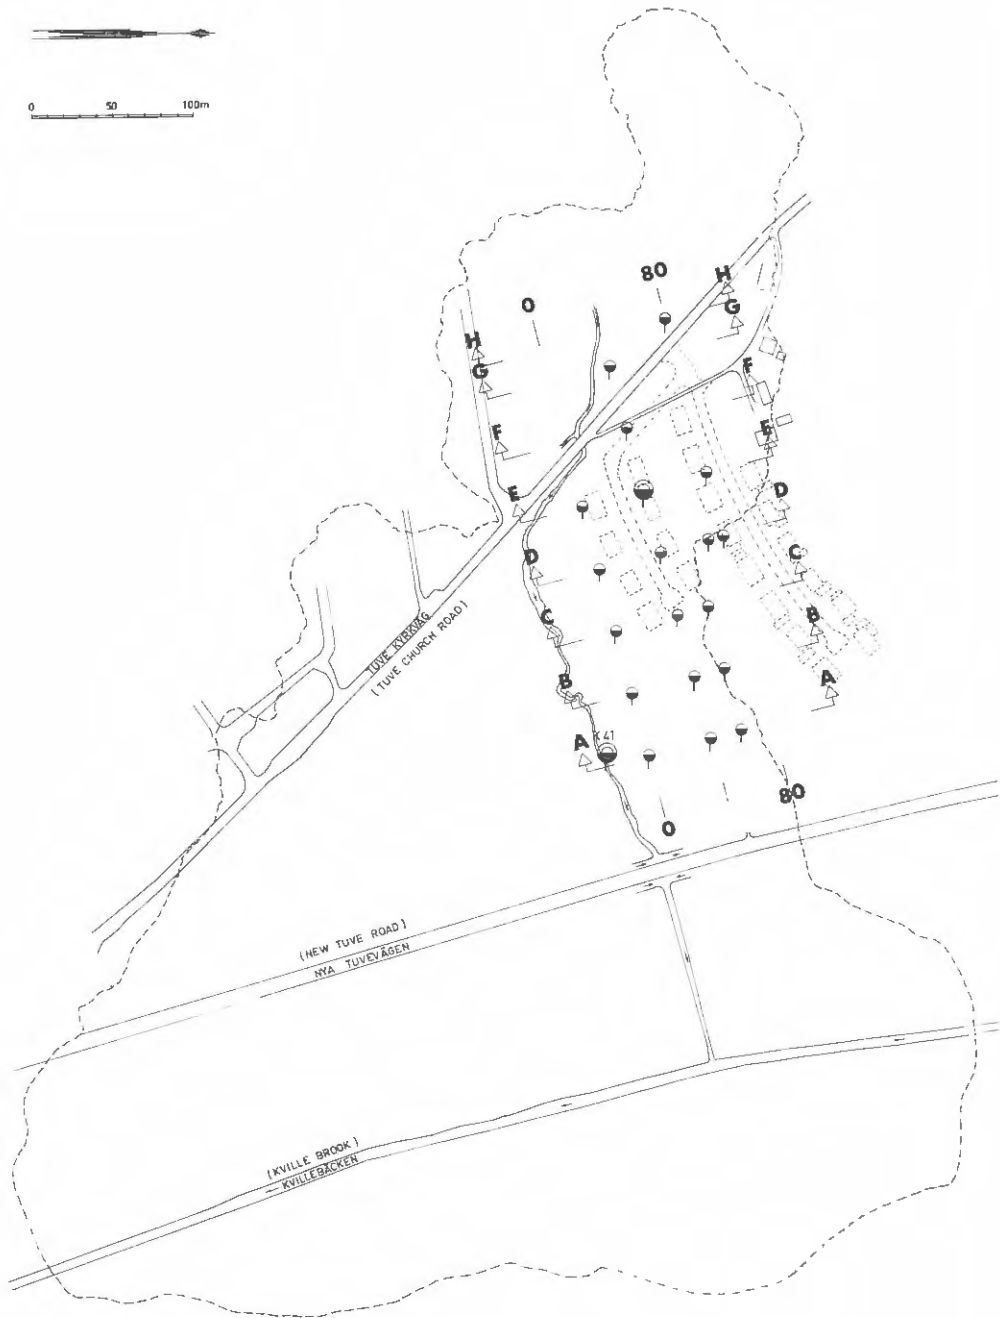 0 50 100m
0
80
H
G
H
G
F
F
E
E
D
D
C
C
B
B
A
A
K 41
TUVE KYRKVÄG
(TUVE CHURCH ROAD)
80
0
(NEW TUVE ROAD)
NYA TUVEVÄGEN
(KVILLE BROOK)
KVILLEBÄCKEN